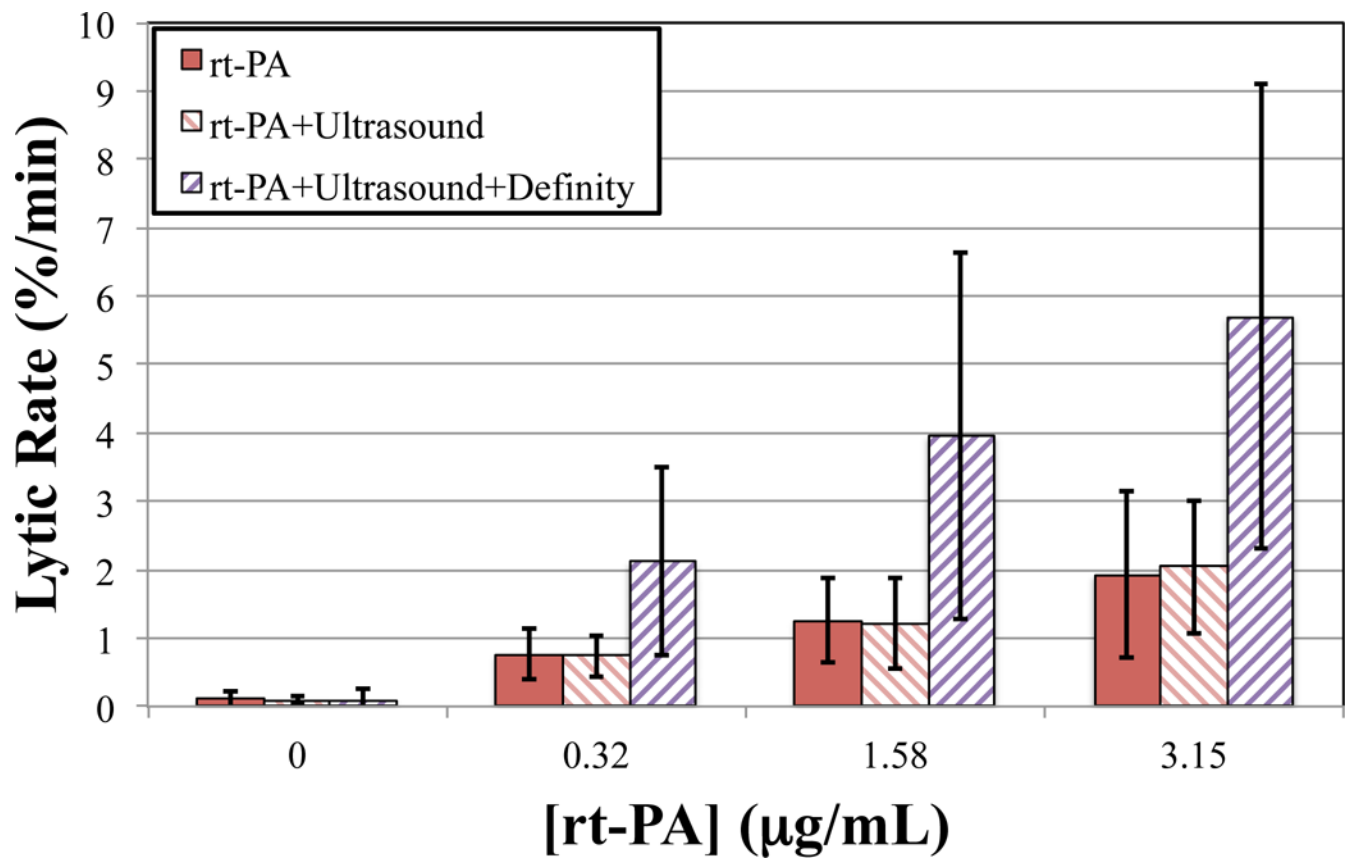 10
9
8
7
6
5
4
3
2
1
0
Lytic Rate (%/min)
rt-PA
rt-PA+Ultrasound
rt-PA+Ultrasound+Definity
0 0.32 1.58 3.15
[rt-PA] (μg/mL)